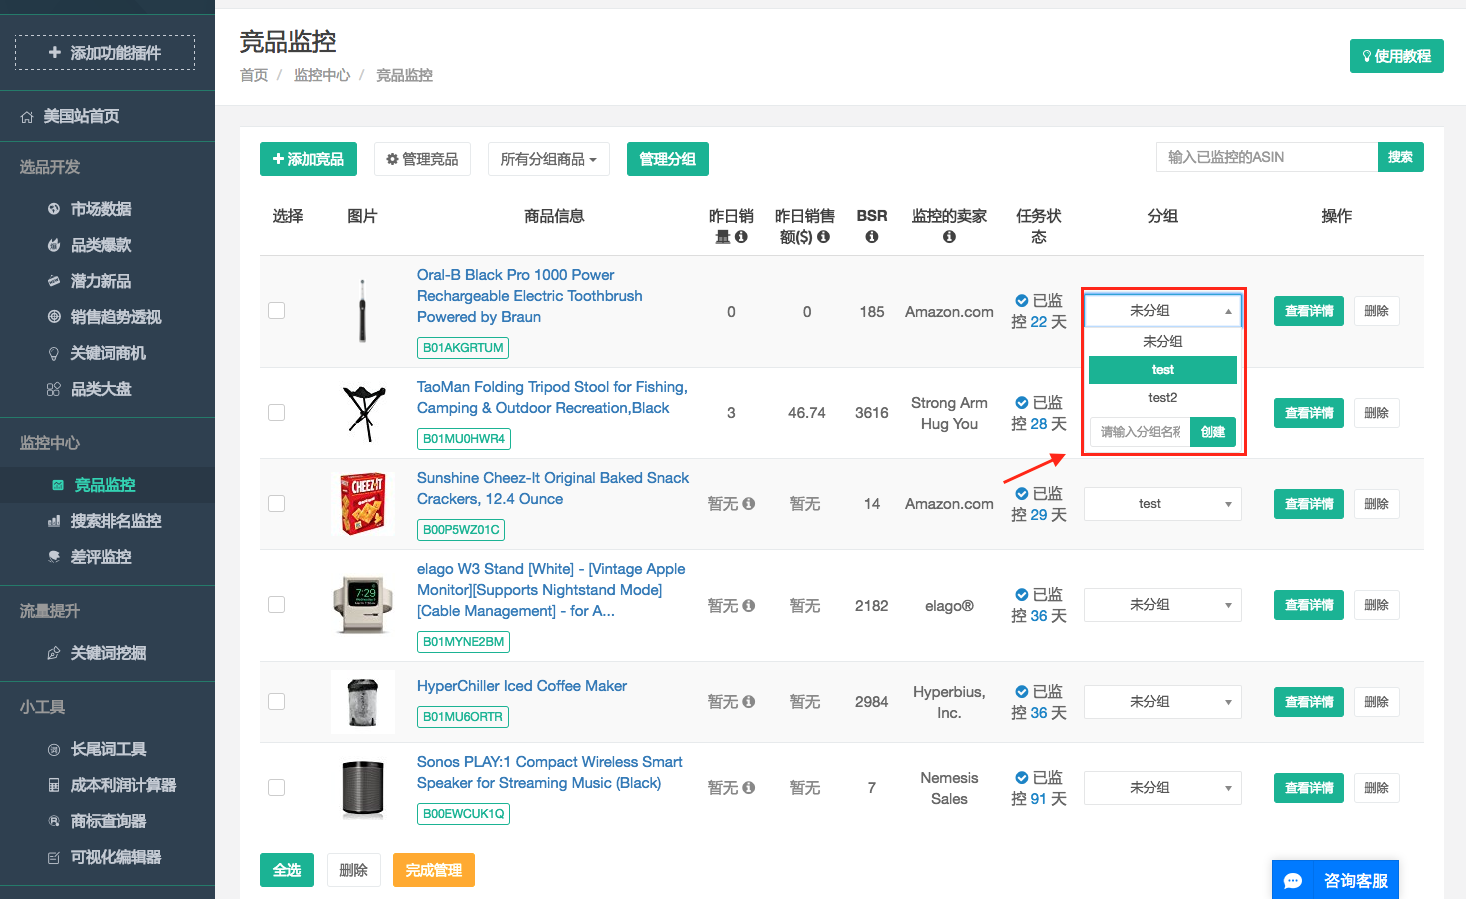 添加功能插件
美国站首页
选品开发
市场数据
品类爆款
潜力新品
销售趋势透视
关键词商机
品类大盘
监控中心
竞品监控
搜索排名监控
差评监控
流量提升
关键词挖掘
小工具
长尾词工具
成本利润计算器
商标查询器
可视化编辑器
竞品监控
首页 / 监控中心 / 竞品监控
使用教程
添加竞品 管理竞品 所有分组商品 管理分组 输入已监控的ASIN 搜索
选择 图片 商品信息 昨日销 昨日销售 BSR 监控的卖家 任务状 分组 操作
量 额($) 态
Oral-B Black Pro 1000 Power
Rechargeable Electric Toothbrush
Powered by Braun
B01AKGRTUM
0 0 185 Amazon.com 已监
控 22 天
未分组
查看详情 删除
未分组
test
test2
请输入分组名称 创建
TaoMan Folding Tripod Stool for Fishing,
Camping & Outdoor Recreation,Black
B01MU0HWR4
3 46.74 3616 Strong Arm
Hug You
已监
控 28 天
查看详情 删除
CHEEZ-IT
Sunshine Cheez-It Original Baked Snack
Crackers, 12.4 Ounce
B00P5WZ01C
暂无 暂无 14 Amazon.com 已监
控 29 天
test
查看详情 删除
7:29
elago W3 Stand [White] - [Vintage Apple
Monitor][Supports Nightstand Mode]
[Cable Management] - for A...
B01MYNE2BM
暂无 暂无 2182 elago® 已监
控 36 天
未分组
查看详情 删除
HyperChiller Iced Coffee Maker
B01MU6ORTR
暂无 暂无 2984 Hyperbius,
Inc.
已监
控 36 天
未分组
查看详情 删除
Sonos PLAY:1 Compact Wireless Smart
Speaker for Streaming Music (Black)
B00EWCUK1Q
暂无 暂无 7 Nemesis
Sales
已监
控 91 天
未分组
查看详情 删除
全选 删除 完成管理
咨询客服